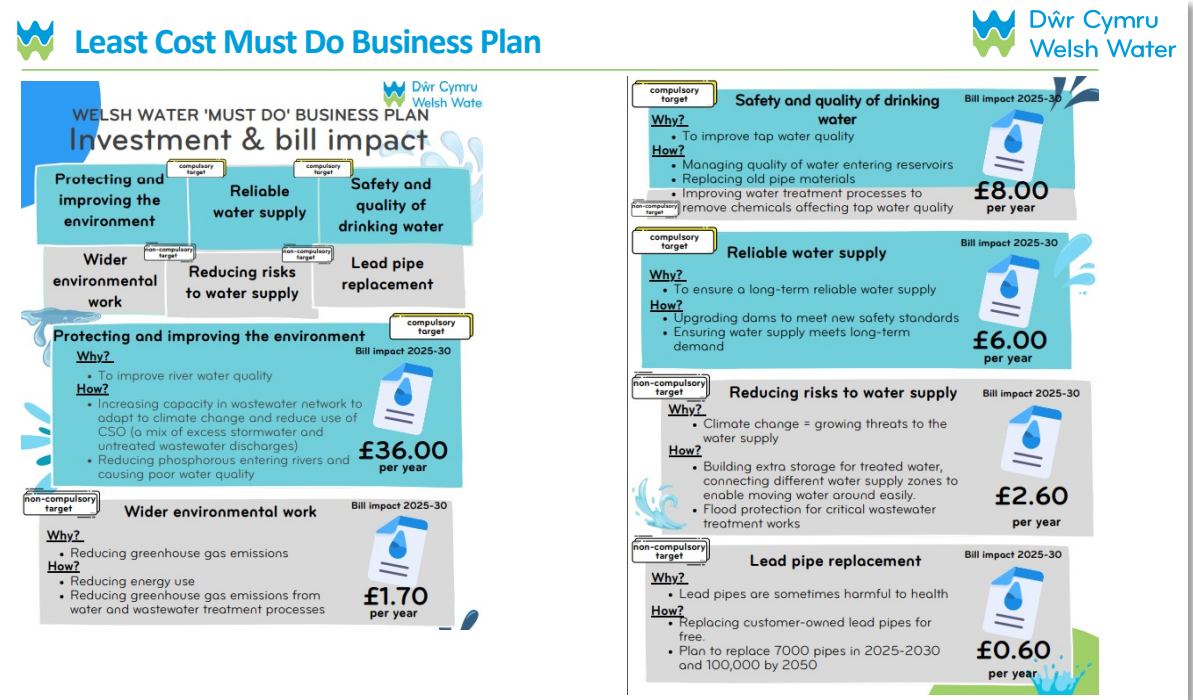 Least Cost Must Do Business Plan
Dŵr Cymru
Welsh Water
Dŵr Cymru
Welsh Wate
WELSH WATER 'MUST DO' BUSINESS PLAN
Investment & bill impact
compulsory
target
compulsory
target
Protecting and
improving the
environment
Reliable
water supply
Safety and
quality of
drinking water
non-compulsory
target
non-compulsory
target
Wider
environmental
work
Reducing risks
to water supply
Lead pipe
replacement
compulsory
target
Protecting and improving the environment
Bill impact 2025-30
Why?
• To improve river water quality
How?
• Increasing capacity in wastewater network to
adapt to climate change and reduce use of
CSO (a mix of excess stormwater and
untreated wastewater discharges)
• Reducing phosphorous entering rivers and
causing poor water quality
£36.00
per year
non-compulsory
target
Wider environmental work
Bill impact 2025-30
Why?
• Reducing greenhouse gas emissions
How?
• Reducing energy use
• Reducing greenhouse gas emissions from
water and wastewater treatment processes
£1.70
per year
compulsory
target
Safety and quality of drinking
water
Bill impact 2025-30
Why?
• To improve tap water quality
How?
• Managing quality of water entering reservoirs
• Replacing old pipe materials
• Improving water treatment processes to
remove chemicals affecting tap water quality
non-compulsory
target
£8.00
per year
compulsory
target
Reliable water supply
Bill impact 2025-30
Why?
• To ensure a long-term reliable water supply
How?
• Upgrading dams to meet new safety standards
• Ensuring water supply meets long-term
demand
£6.00
per year
non-compulsory
target
Reducing risks to water supply
Bill impact 2025-30
Why?
• Climate change = growing threats to the
water supply
How?
• Building extra storage for treated water,
connecting different water supply zones to
enable moving water around easily.
• Flood protection for critical wastewater
treatment works
£2.60
per year
non-compulsory
target
Lead pipe replacement
Bill impact 2025-30
Why?
• Lead pipes are sometimes harmful to health
How?
• Replacing customer-owned lead pipes for
free.
• Plan to replace 7000 pipes in 2025-2030
and 100,000 by 2050
£0.60
per year